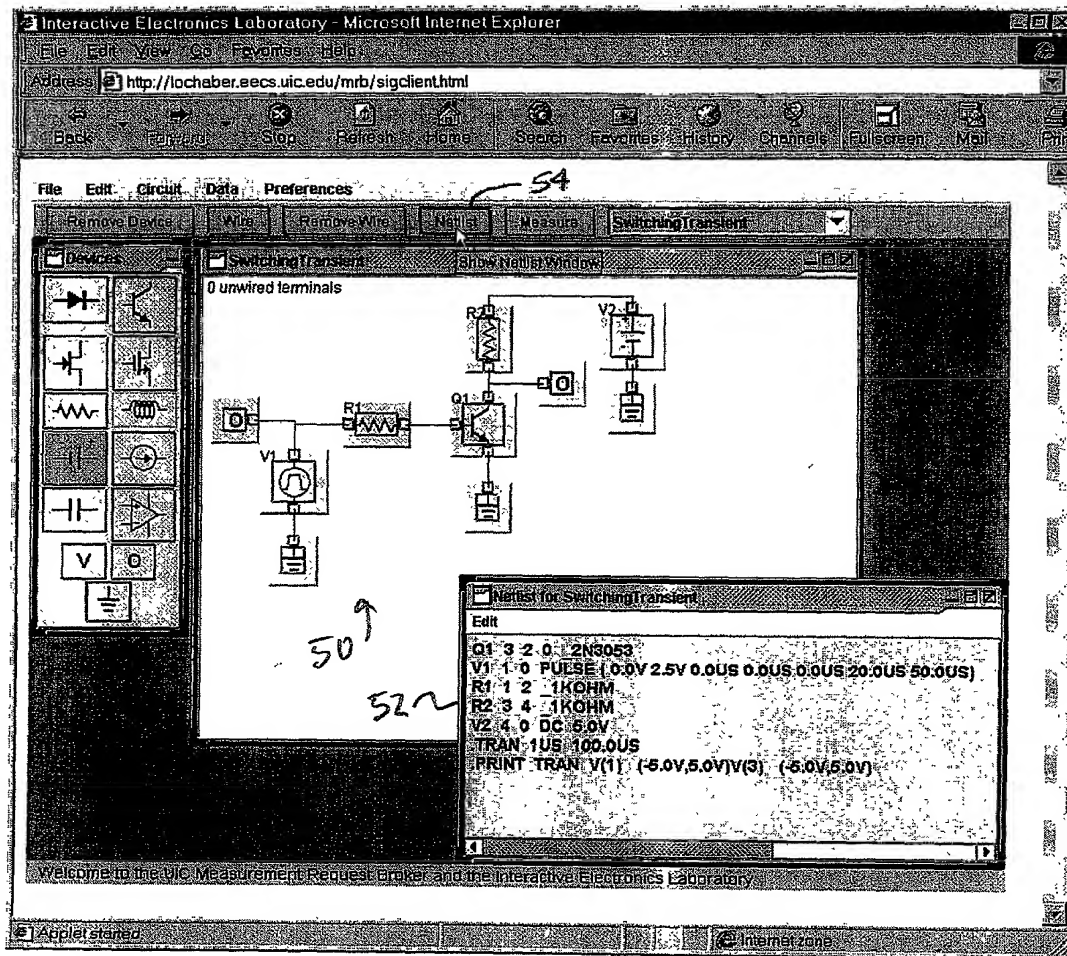 Interactive Electronics Laboratory - Microsoft Internet Explorer
File Edit View Go Favorites Help
Address http://lochaber.eecs.uic.edu/mrb/sigclient.html
Back Forward Stop Refresh Home Search Favorites History Channels Fullscreen Mail Print
File Edit Circuit Data Preferences
54
Remove Device Wire Remove Wire Netlist Measure SwitchingTransient
Devices
SwitchingTransient
Show Netlist Window
0 unwired terminals
R2
V2
O
R1
Q1
O
V1
V O
50
52
Netlist for SwitchingTransient
Edit
Q1 3 2 0 2N3053
V1 1 0 PULSE ( 0.0V 2.5V 0.0US 0.0US 0.0US 20.0US 50.0US)
R1 1 2 1KOHM
R2 3 4 1KOHM
V2 4 0 DC 5.0V
.TRAN 1US 100.0US
.PRINT TRAN V(1) (-5.0V,5.0V)V(3) (-5.0V,5.0V)
Welcome to the UIC Measurement Request Broker and the Interactive Electronics Laboratory
Applet started
Internet zone